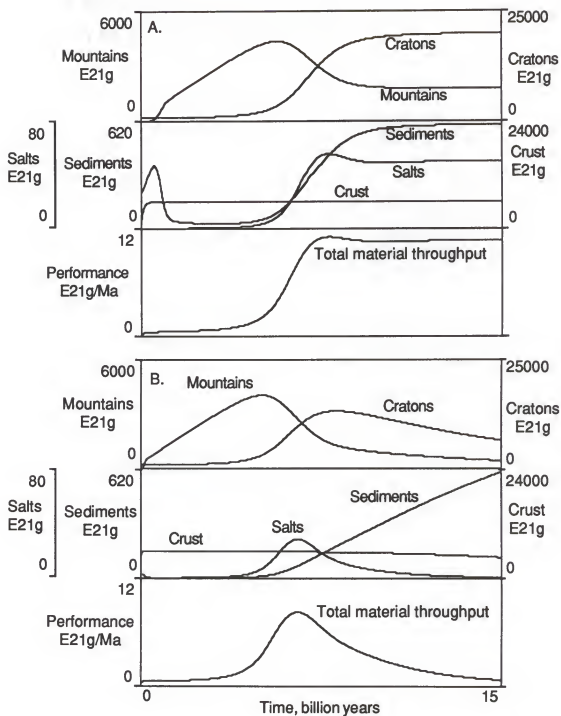 A.
6000
Mountains
E21g
0
25000
Cratons
E21g
0
Cratons
Mountains
80
Salts
E21g
0
620
Sediments
E21g
0
24000
Crust
E21g
0
Sediments
Salts
Crust
12
Performance
E21g/Ma
0
Total material throughput
B.
6000
Mountains
E21g
0
25000
Cratons
E21g
0
Mountains
Cratons
80
Salts
E21g
0
620
Sediments
E21g
0
24000
Crust
E21g
0
Sediments
Salts
Crust
12
Performance
E21g/Ma
0
Total material throughput
0
15
Time, billion years